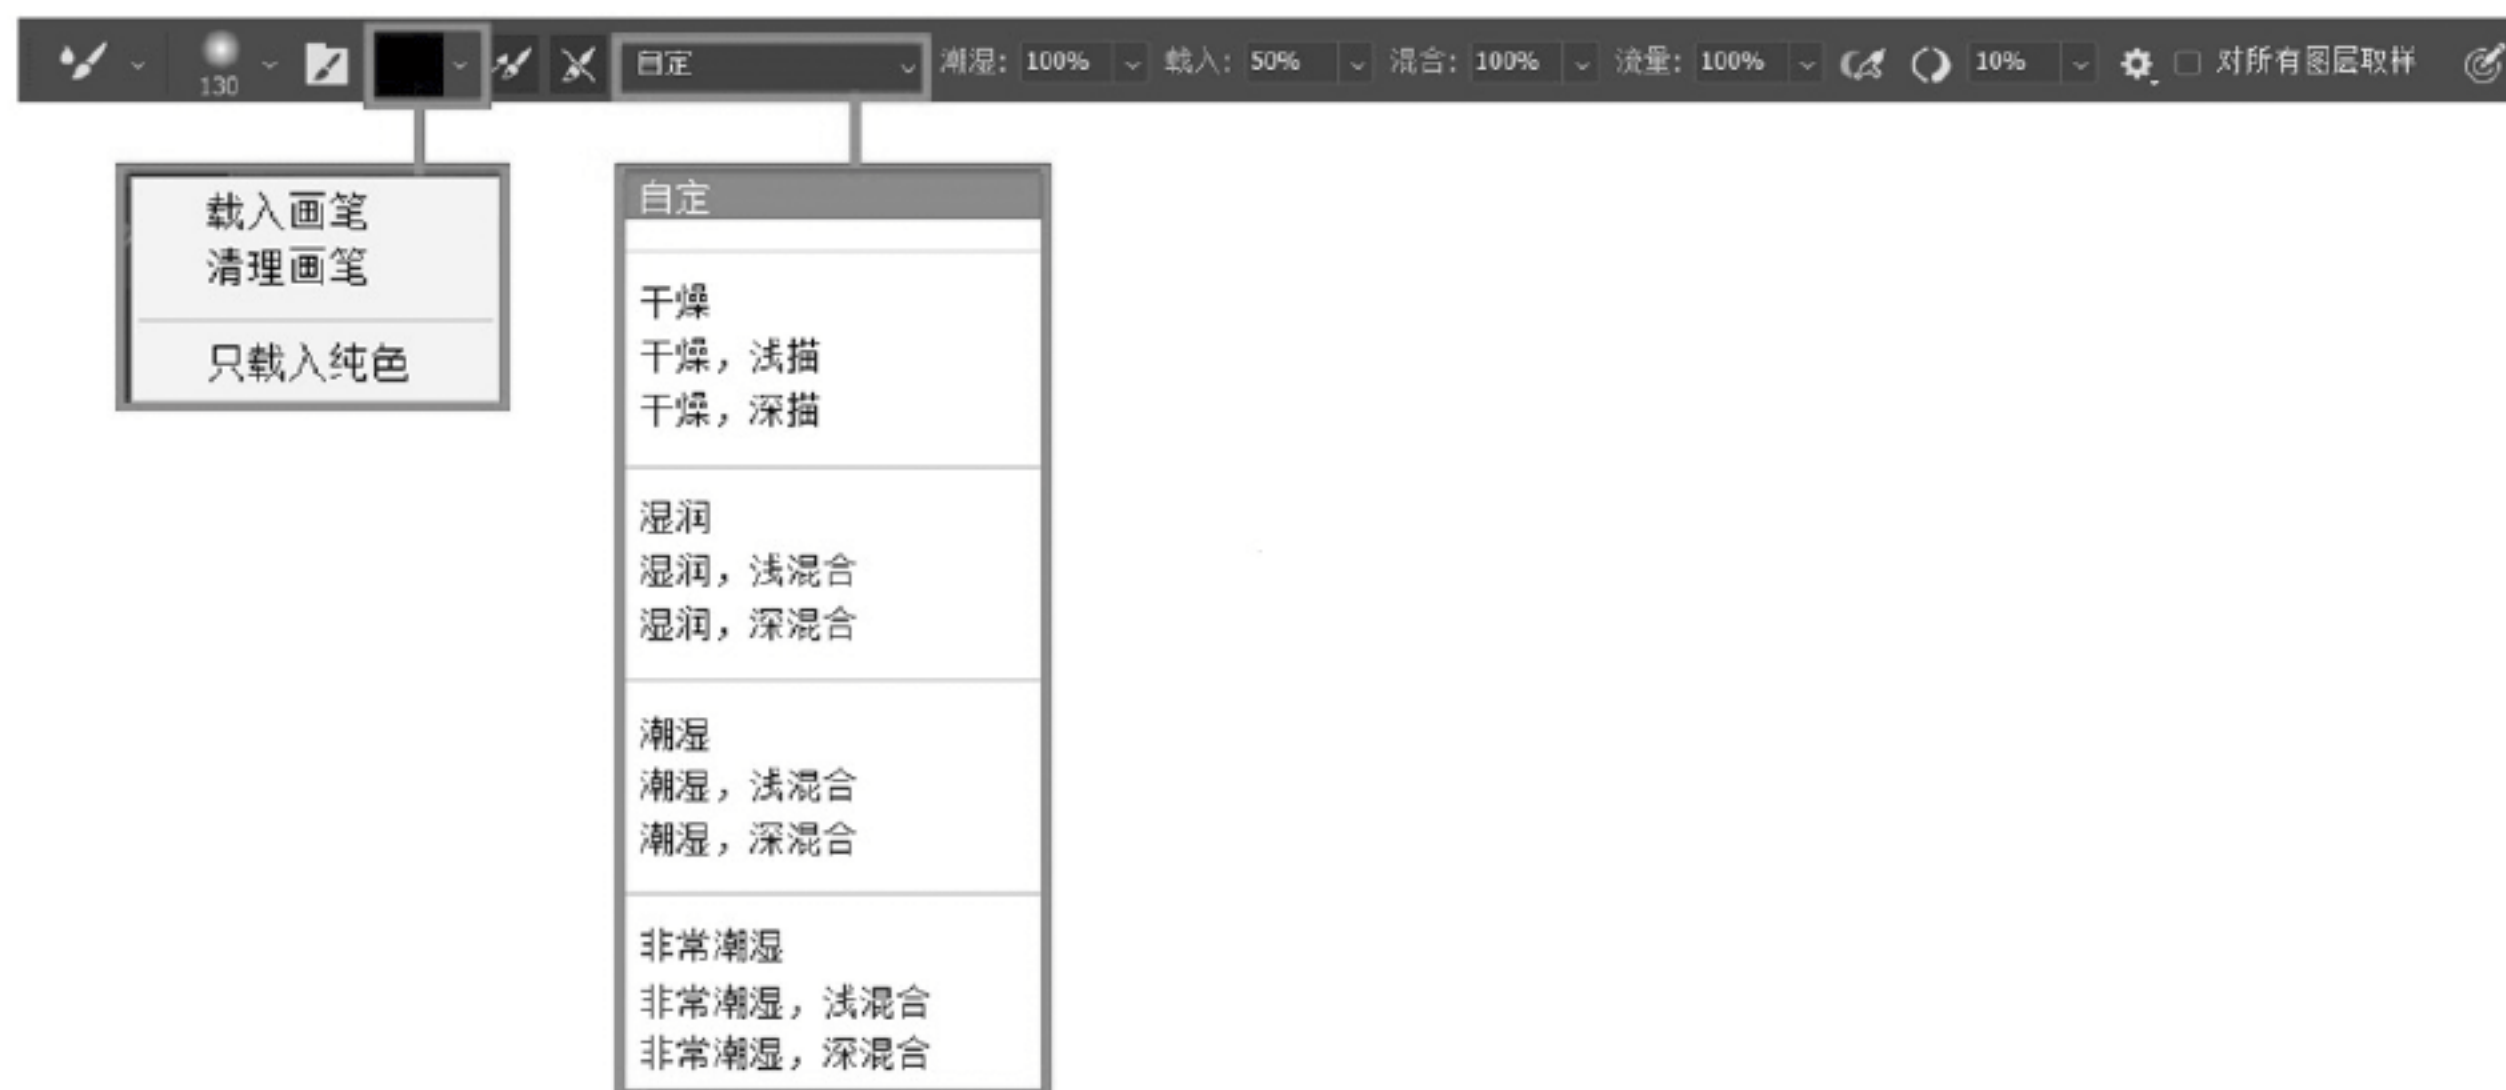 130 自定 潮湿: 100% 载入: 50% 混合: 100% 流量: 100% 10% 对所有图层取样
载入画笔
清理画笔
只载入纯色
自定
干燥
干燥，浅描
干燥，深描
湿润
湿润，浅混合
湿润，深混合
潮湿
潮湿，浅混合
潮湿，深混合
非常潮湿
非常潮湿，浅混合
非常潮湿，深混合